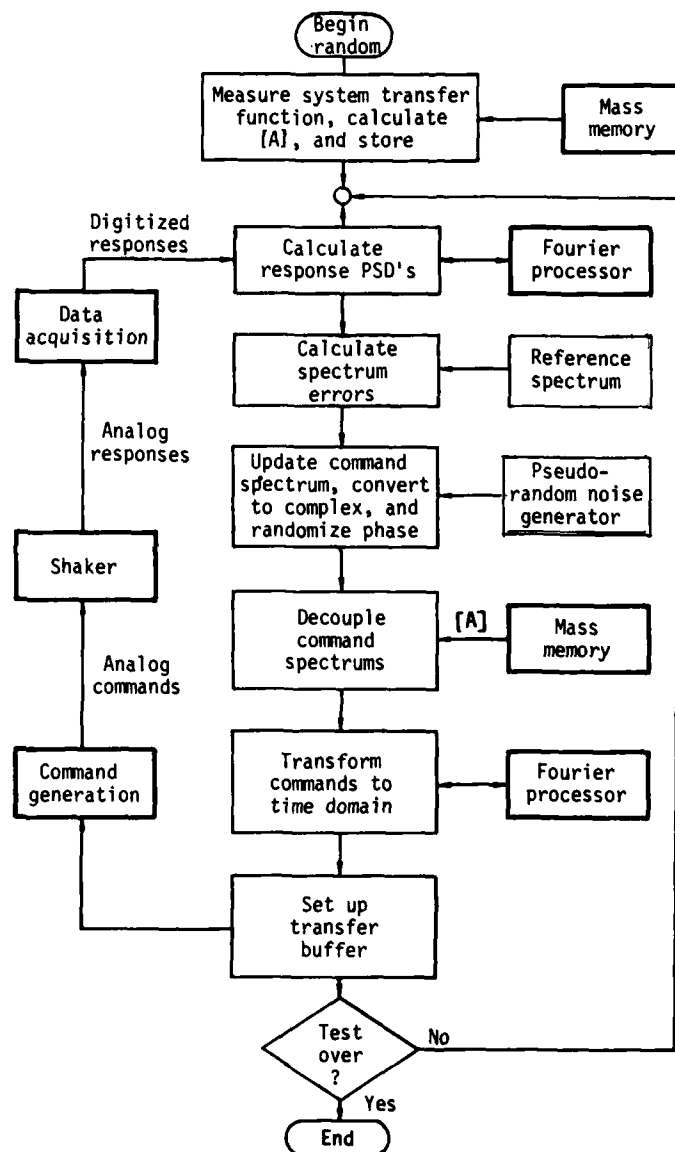 Begin
random
Measure system transfer
function, calculate
[A], and store
Mass
memory
Digitized
responses
Calculate
response PSD's
Fourier
processor
Data
acquisition
Calculate
spectrum
errors
Reference
spectrum
Analog
responses
Update command
spectrum, convert
to complex, and
randomize phase
Pseudo-
random noise
generator
Shaker
Decouple
command
spectrums
[A]
Mass
memory
Analog
commands
Command
generation
Transform
commands to
time domain
Fourier
processor
Set up
transfer
buffer
Test
over
?
No
Yes
End